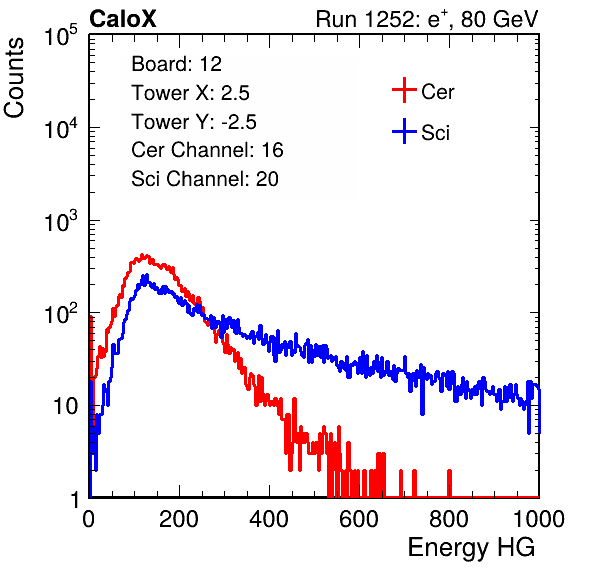 CaloX Run 1252: e⁺, 80 GeV
Counts
10⁵
10⁴
10³
10²
10
1
Board: 12
Tower X: 2.5
Tower Y: -2.5
Cer Channel: 16
Sci Channel: 20
Cer
Sci
0 200 400 600 800 1000
Energy HG